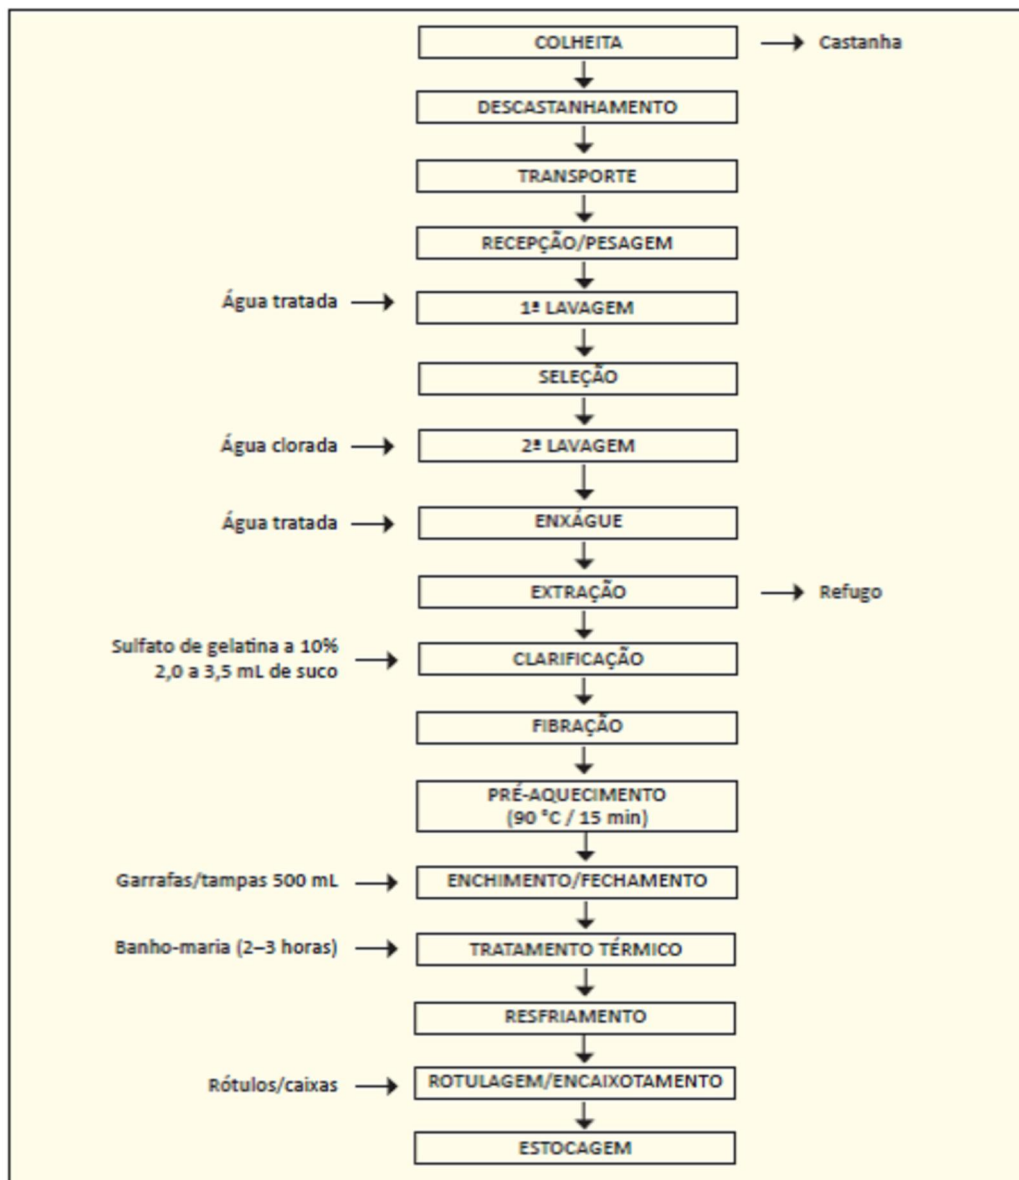 COLHEITA
Castanha
DESCASTANHAMENTO
TRANSPORTE
RECEPÇÃO/PESAGEM
Água tratada
1ª LAVAGEM
SELEÇÃO
Água clorada
2ª LAVAGEM
Água tratada
ENXÁGUE
EXTRAÇÃO
Refugo
Sulfato de gelatina a 10%
2,0 a 3,5 mL de suco
CLARIFICAÇÃO
FIBRAÇÃO
PRÉ-AQUECIMENTO
(90 °C / 15 min)
Garrafas/tampas 500 mL
ENCHIMENTO/FECHAMENTO
Banho-maria (2–3 horas)
TRATAMENTO TÉRMICO
RESFRIAMENTO
Rótulos/caixas
ROTULAGEM/ENCAIXOTAMENTO
ESTOCAGEM